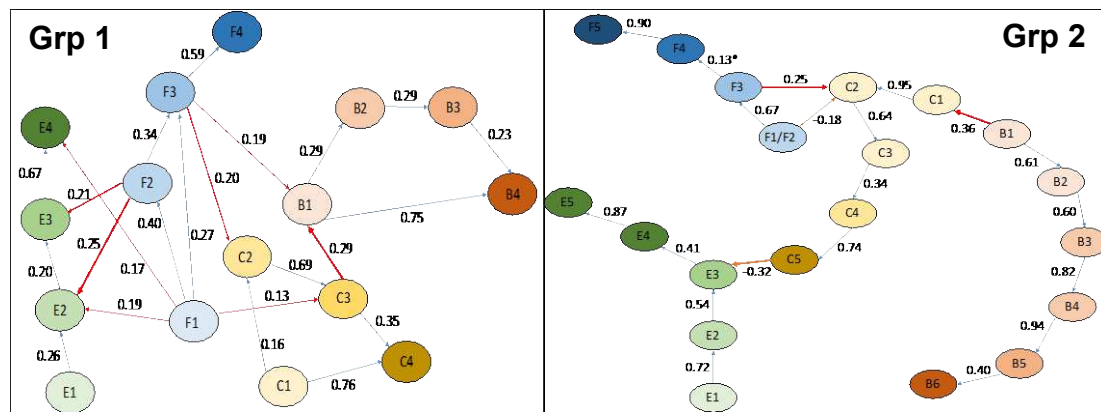 Grp 1
F4
0.59
F3
B2
0.29
B3
E4
0.34
0.19
0.23
0.67
F2
0.29
0.20
B4
0.21
B1
E3
0.40
0.75
0.25
0.27
C2
0.29
0.20
0.17
0.69
E2
0.19
F1
0.13
C3
0.26
0.16
0.35
C4
E1
C1
0.76
Grp 2
F5
0.90
F4
0.13*
F3
0.25
C2
0.95
C1
0.67
-0.18
0.64
0.36
B1
F1/F2
C3
0.61
0.34
B2
E5
0.87
C4
0.60
E4
0.41
0.74
B3
E3
-0.32
C5
0.82
0.54
B4
E2
0.94
0.72
B5
0.40
B6
E1